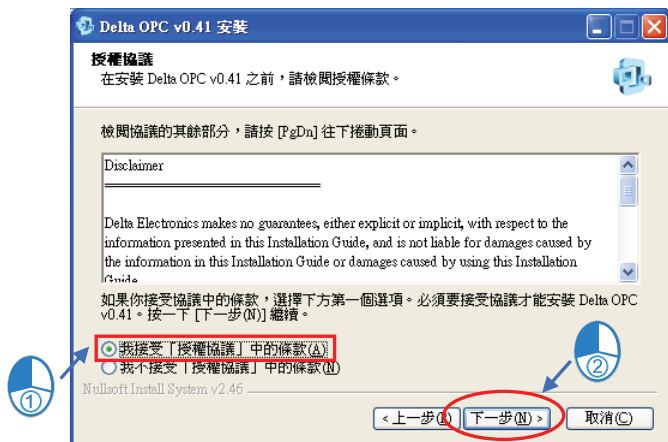 Delta OPC v0.41 安裝
授權協議
在安裝 Delta OPC v0.41 之前，請檢閱授權條款。
檢閱協議的其餘部分，請按 [PgDn] 往下捲動頁面。
Disclaimer
Delta Electronics makes no guarantees, either explicit or implicit, with respect to the
information presented in this Installation Guide, and is not liable for damages caused by
the information in this Installation Guide or damages caused by using this Installation
Guide
如果你接受協議中的條款，選擇下方第一個選項。必須要接受協議才能安裝 Delta OPC
v0.41。按一下 [下一步(N)] 繼續。
我接受「授權協議」中的條款(A)
我不接受「授權協議」中的條款(N)
①
②
Nullsoft Install System v2.46
< 上一步(B) 下一步(N) > 取消(C)